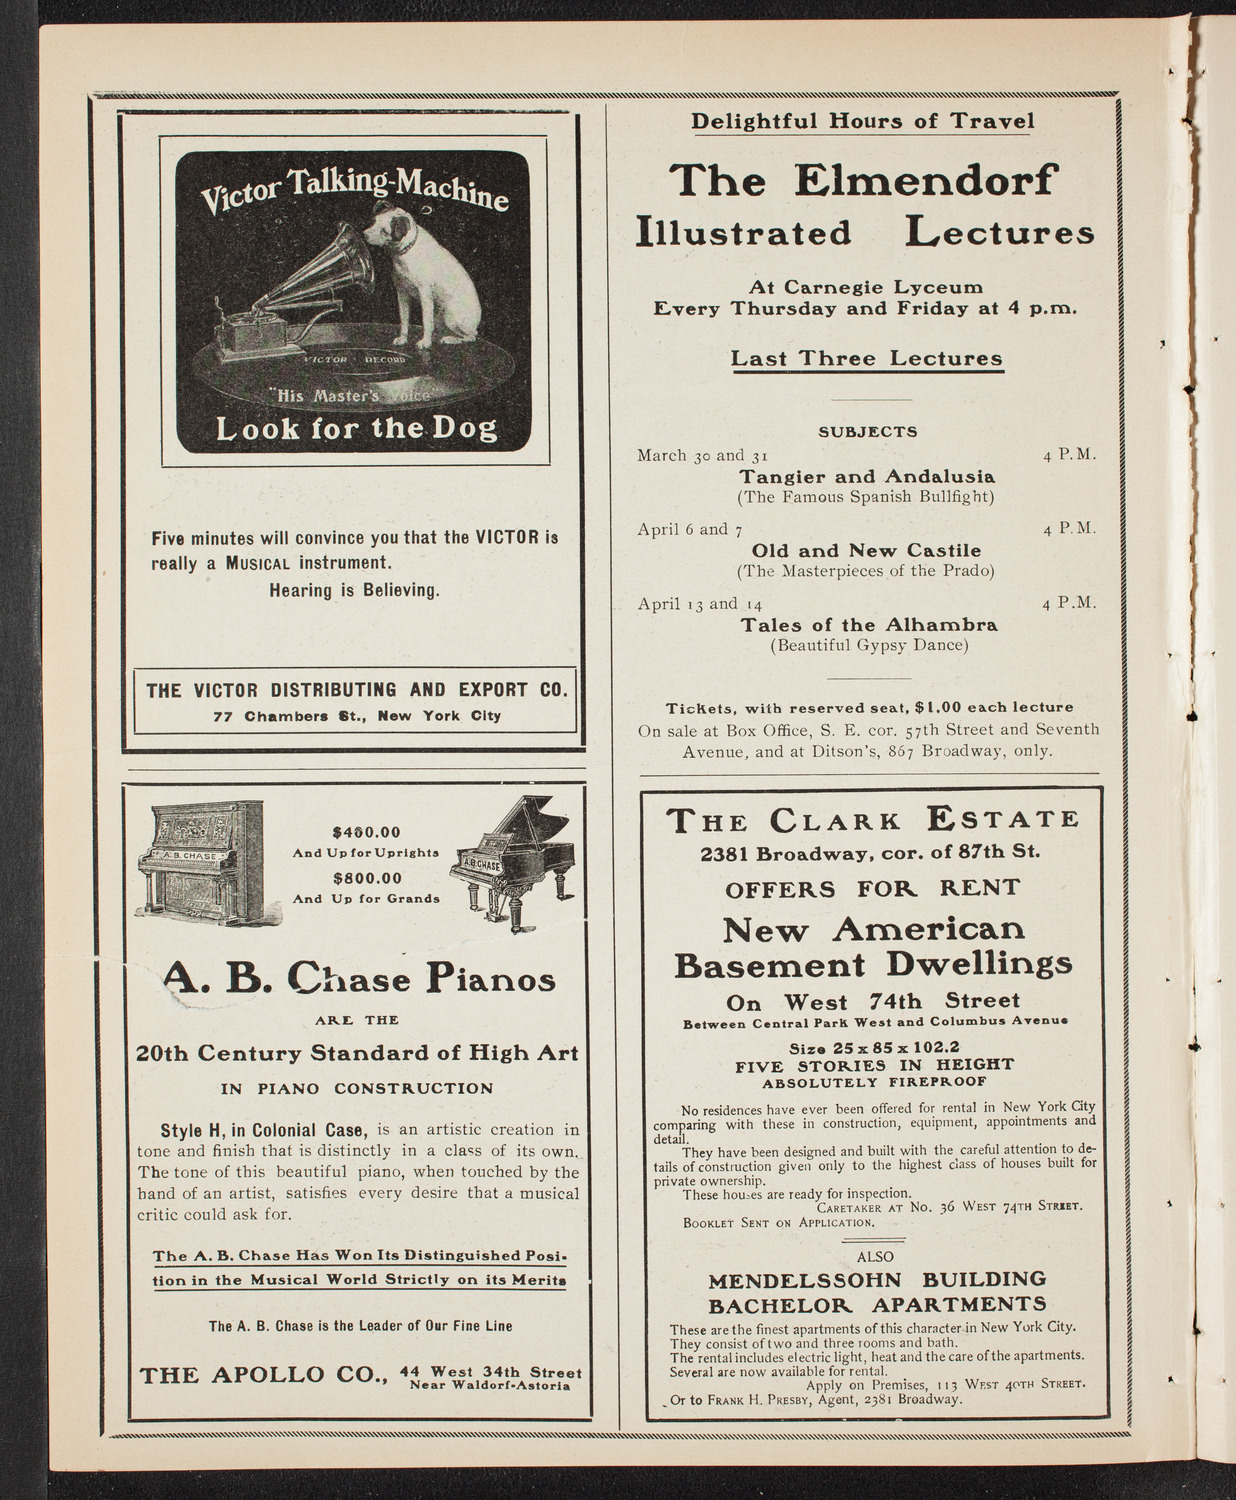 Victor Talking-Machine
VICTOR RECORD
"His Master's Voice"
Look for the Dog
Five minutes will convince you that the VICTOR is
really a MUSICAL instrument.
Hearing is Believing.
THE VICTOR DISTRIBUTING AND EXPORT CO.
77 Chambers St., New York City
A. B. CHASE
$400.00
And Up for Uprights
$800.00
And Up for Grands
A.B.CHASE
A. B. Chase Pianos
ARE THE
20th Century Standard of High Art
IN PIANO CONSTRUCTION
Style H, in Colonial Case, is an artistic creation in
tone and finish that is distinctly in a class of its own.
The tone of this beautiful piano, when touched by the
hand of an artist, satisfies every desire that a musical
critic could ask for.
The A. B. Chase Has Won Its Distinguished Posi-
tion in the Musical World Strictly on its Merits
The A. B. Chase is the Leader of Our Fine Line
THE APOLLO CO., 44 West 34th Street
Near Waldorf-Astoria
Delightful Hours of Travel
The Elmendorf
Illustrated Lectures
At Carnegie Lyceum
Every Thursday and Friday at 4 p.m.
Last Three Lectures
SUBJECTS
March 30 and 31 4 P.M.
Tangier and Andalusia
(The Famous Spanish Bullfight)
April 6 and 7 4 P.M.
Old and New Castile
(The Masterpieces of the Prado)
April 13 and 14 4 P.M.
Tales of the Alhambra
(Beautiful Gypsy Dance)
Tickets, with reserved seat, $1.00 each lecture
On sale at Box Office, S. E. cor. 57th Street and Seventh
Avenue, and at Ditson's, 867 Broadway, only.
THE CLARK ESTATE
2381 Broadway, cor. of 87th St.
OFFERS FOR RENT
New American
Basement Dwellings
On West 74th Street
Between Central Park West and Columbus Avenue
Size 25 x 85 x 102.2
FIVE STORIES IN HEIGHT
ABSOLUTELY FIREPROOF
No residences have ever been offered for rental in New York City
comparing with these in construction, equipment, appointments and
detail.
They have been designed and built with the careful attention to de-
tails of construction given only to the highest class of houses built for
private ownership.
These houses are ready for inspection.
CARETAKER AT NO. 36 WEST 74TH STREET.
BOOKLET SENT ON APPLICATION.
ALSO
MENDELSSOHN BUILDING
BACHELOR APARTMENTS
These are the finest apartments of this character in New York City.
They consist of two and three rooms and bath.
The rental includes electric light, heat and the care of the apartments.
Several are now available for rental.
Apply on Premises, 113 WEST 40TH STREET.
Or to FRANK H. PRESBY, Agent, 2381 Broadway.